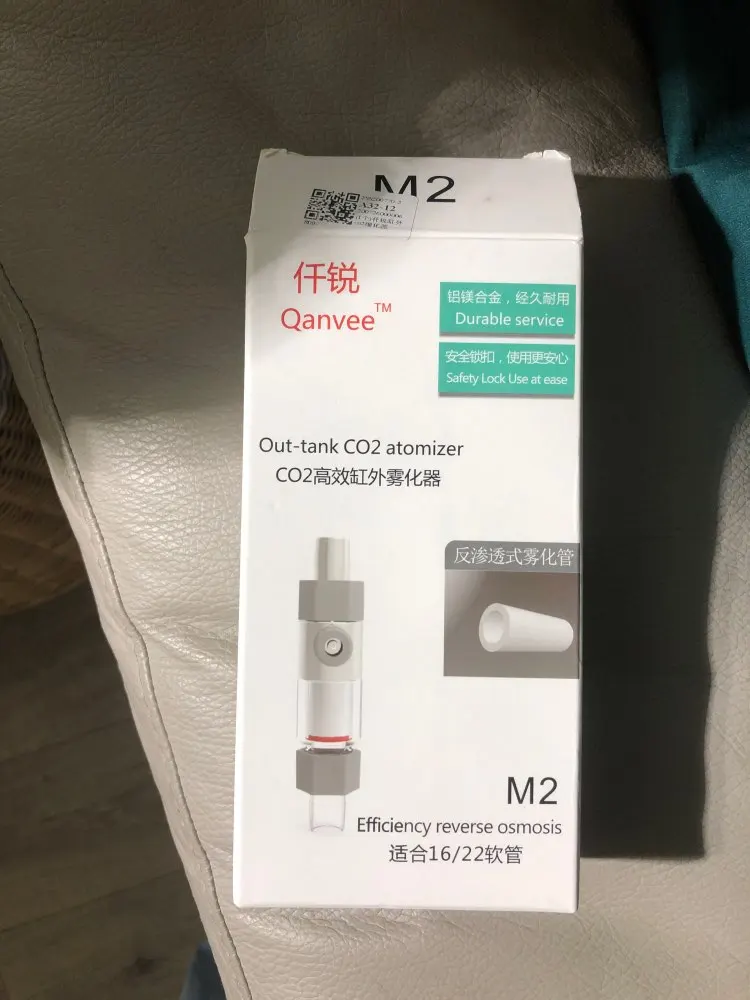 M2
A32-12
仟锐
Qanvee™
铝镁合金，经久耐用
Durable service
安全锁扣，使用更安心
Safety Lock Use at ease
Out-tank CO2 atomizer
CO2高效缸外雾化器
反渗透式雾化管
M2
Efficiency reverse osmosis
适合16/22软管